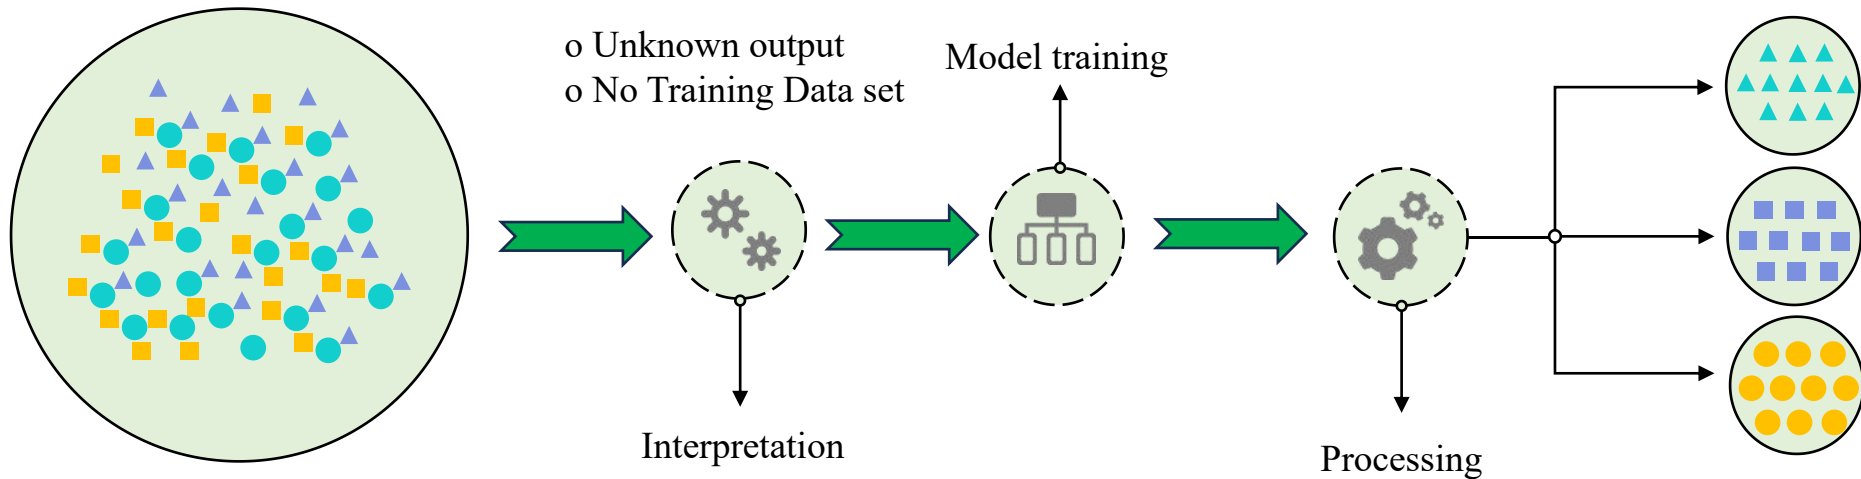 o Unknown output
o No Training Data set
Model training
Interpretation
Processing